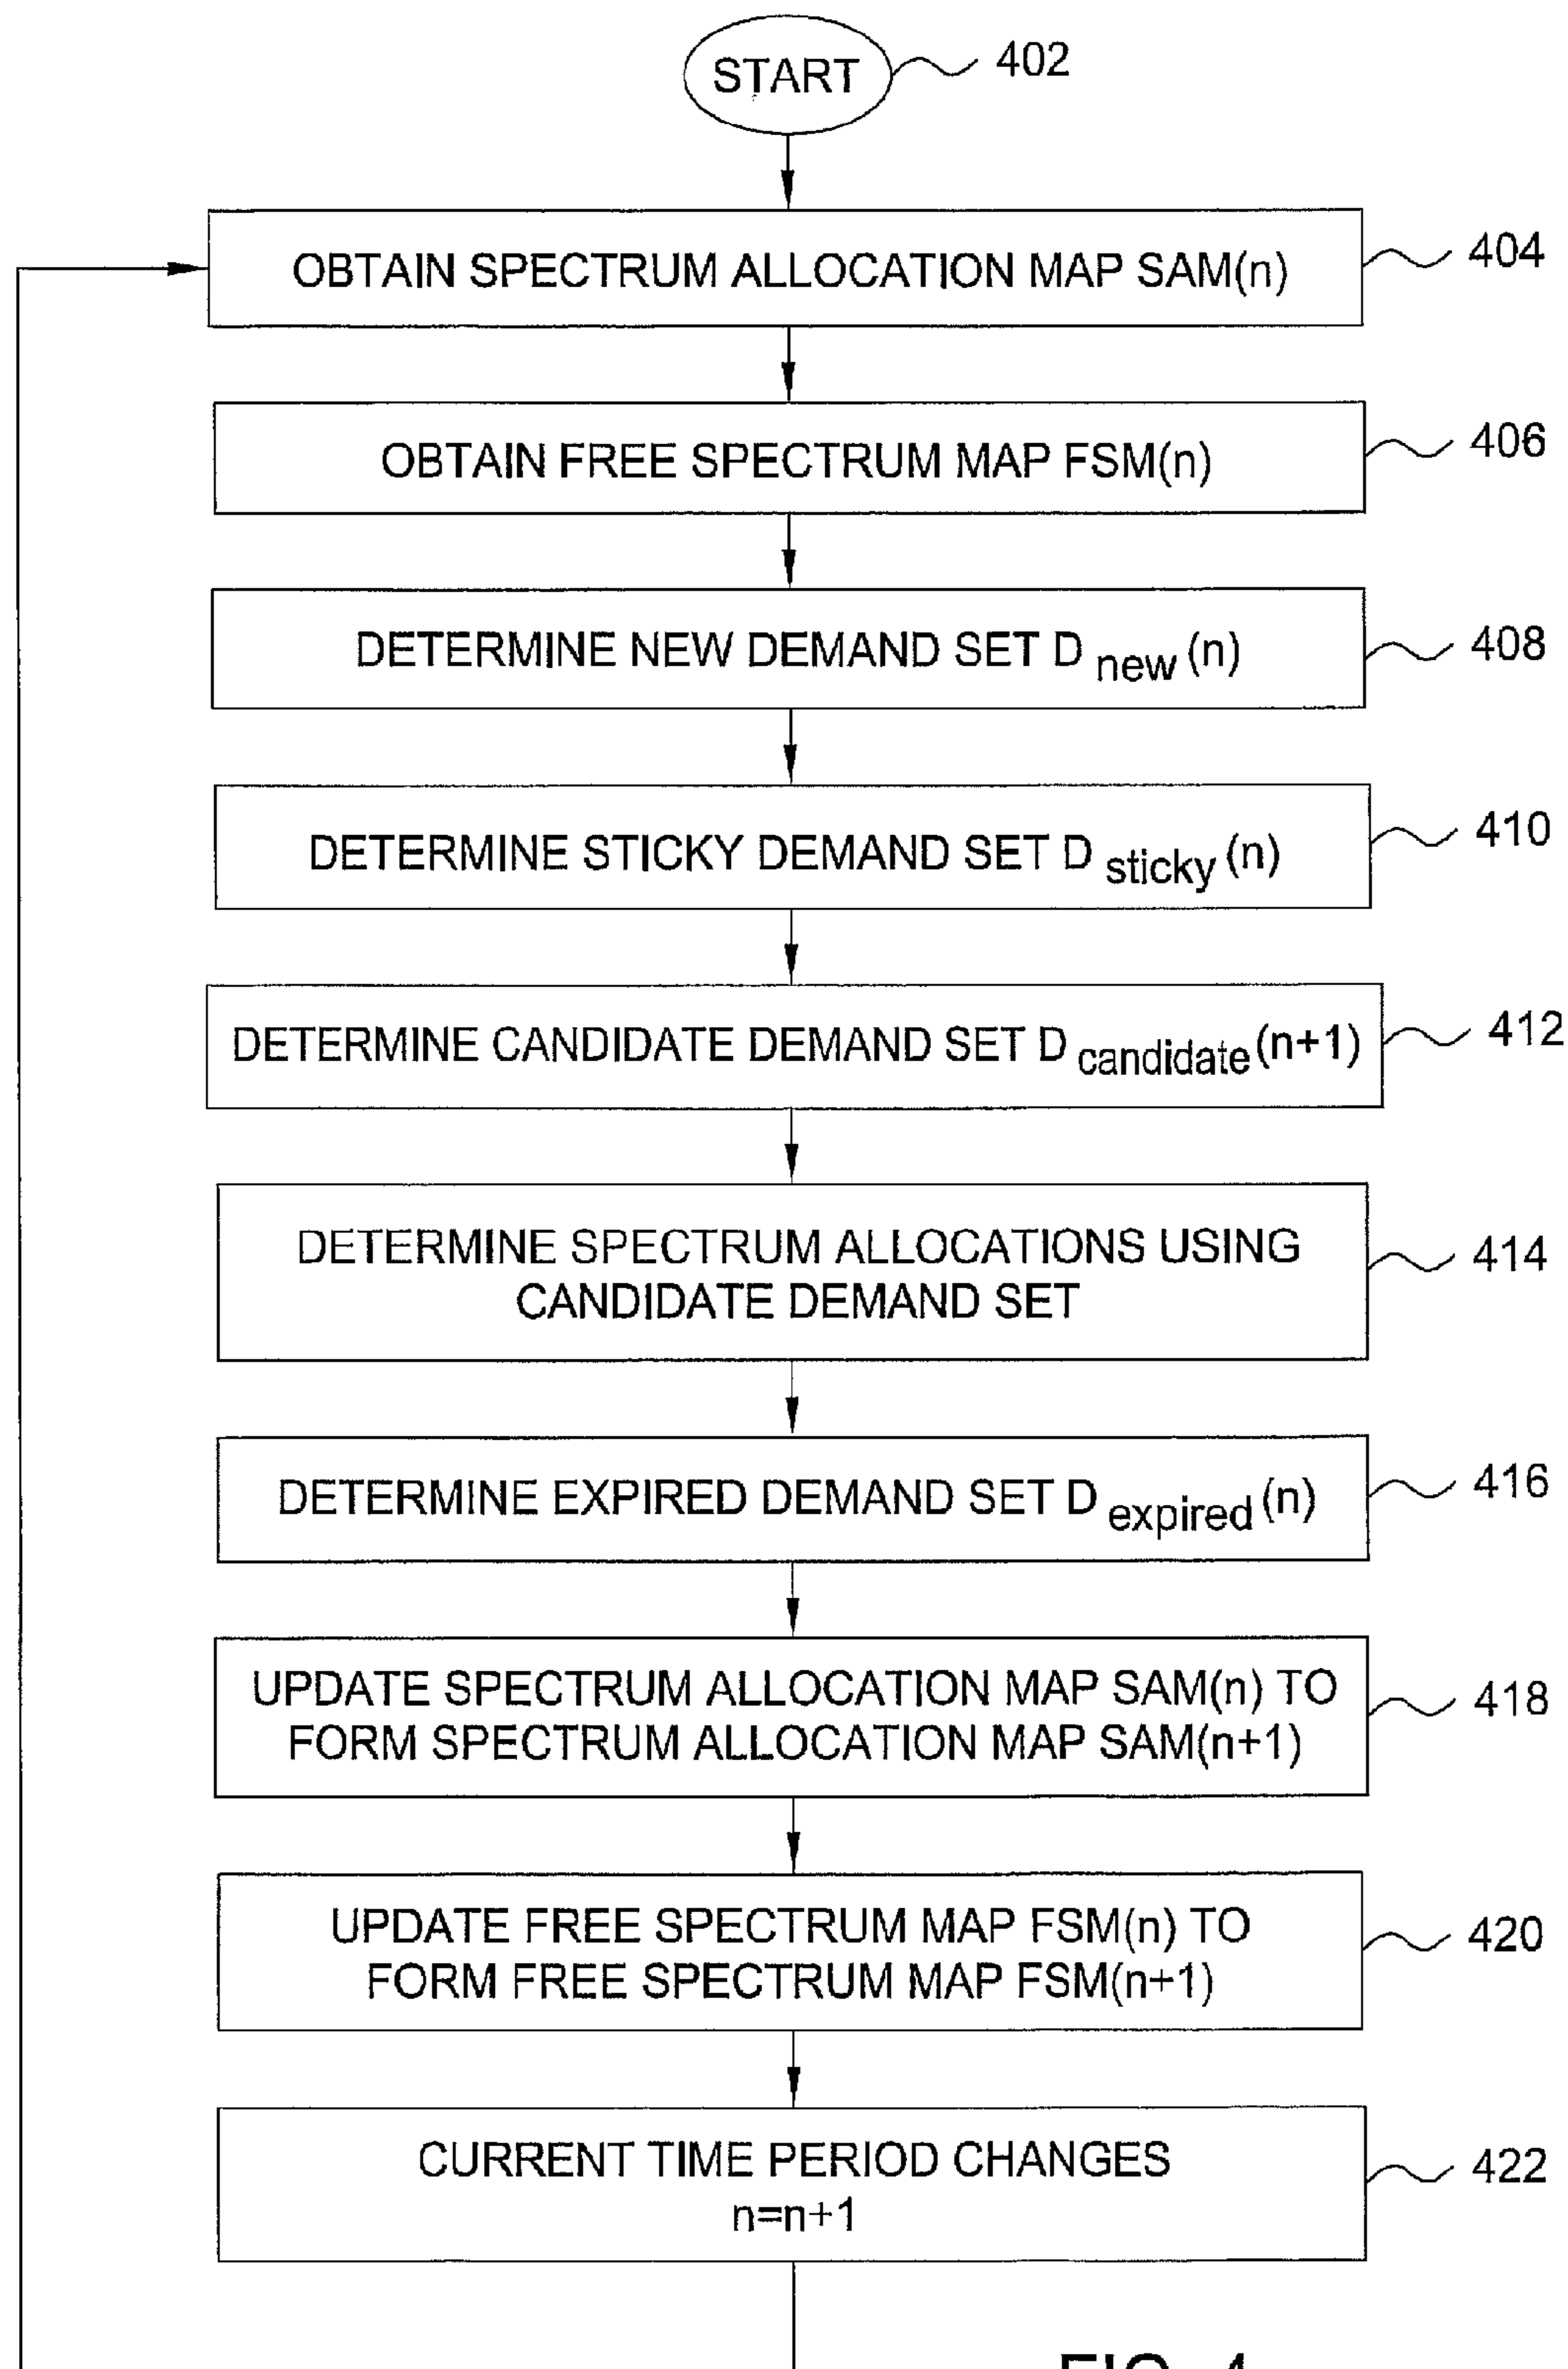 START
402
OBTAIN SPECTRUM ALLOCATION MAP SAM(n)
404
OBTAIN FREE SPECTRUM MAP FSM(n)
406
DETERMINE NEW DEMAND SET D new (n)
408
DETERMINE STICKY DEMAND SET D sticky (n)
410
DETERMINE CANDIDATE DEMAND SET D candidate (n+1)
412
DETERMINE SPECTRUM ALLOCATIONS USING
CANDIDATE DEMAND SET
414
DETERMINE EXPIRED DEMAND SET D expired (n)
416
UPDATE SPECTRUM ALLOCATION MAP SAM(n) TO
FORM SPECTRUM ALLOCATION MAP SAM(n+1)
418
UPDATE FREE SPECTRUM MAP FSM(n) TO
FORM FREE SPECTRUM MAP FSM(n+1)
420
CURRENT TIME PERIOD CHANGES
n=n+1
422
FIG. 4